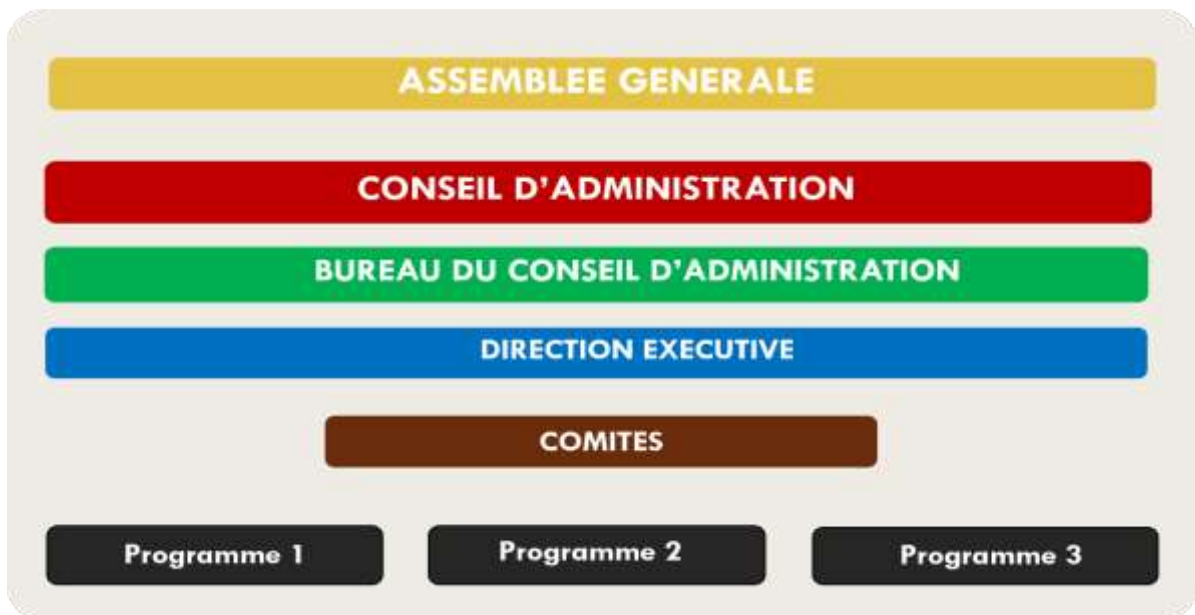 ASSEMBLEE GENERALE
CONSEIL D’ADMINISTRATION
BUREAU DU CONSEIL D’ADMINISTRATION
DIRECTION EXECUTIVE
COMITES
Programme 1
Programme 2
Programme 3